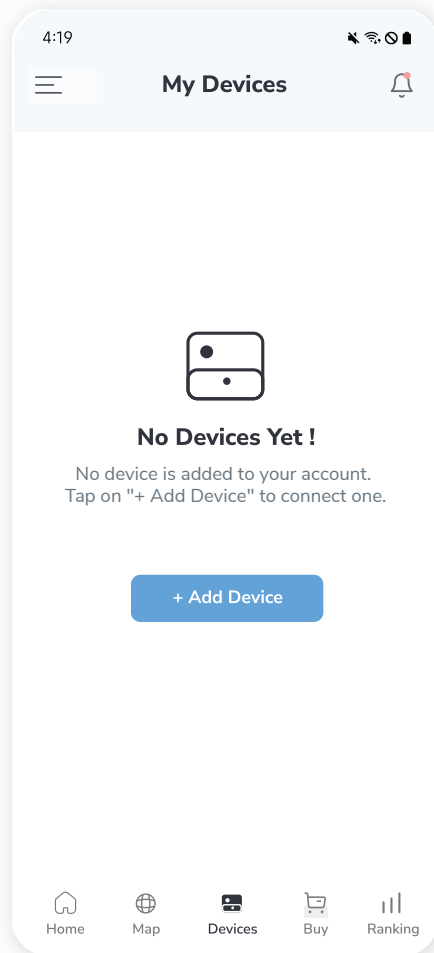 4:19
My Devices
No Devices Yet !
No device is added to your account.
Tap on "+ Add Device" to connect one.
+ Add Device
Home
Map
Devices
Buy
Ranking